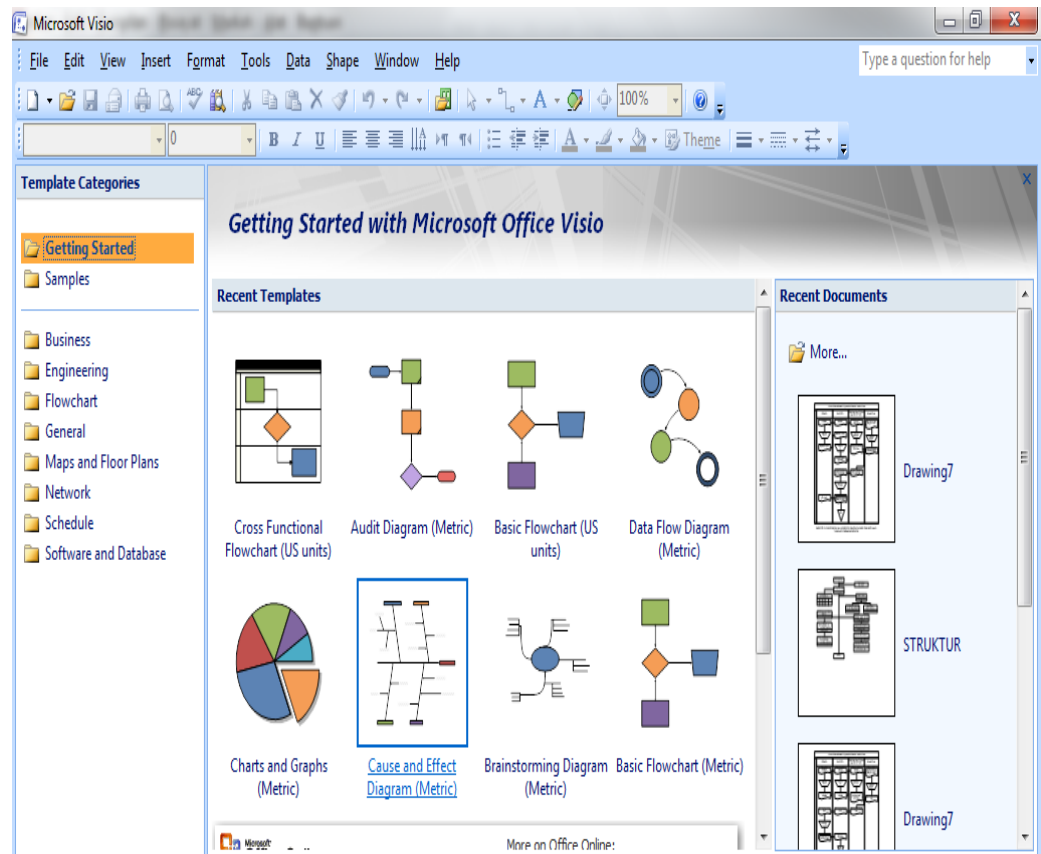 Microsoft Visio
File Edit View Insert Format Tools Data Shape Window Help
Type a question for help
100%
0
B I U
A
Theme
Template Categories
Getting Started
Samples
Business
Engineering
Flowchart
General
Maps and Floor Plans
Network
Schedule
Software and Database
Getting Started with Microsoft Office Visio
Recent Templates
Cross Functional
Flowchart (US units)
Audit Diagram (Metric)
Basic Flowchart (US
units)
Data Flow Diagram
(Metric)
Charts and Graphs
(Metric)
Cause and Effect
Diagram (Metric)
Brainstorming Diagram
(Metric)
Basic Flowchart (Metric)
Microsoft
More on Office Online:
Recent Documents
More...
Drawing7
STRUKTUR
Drawing7